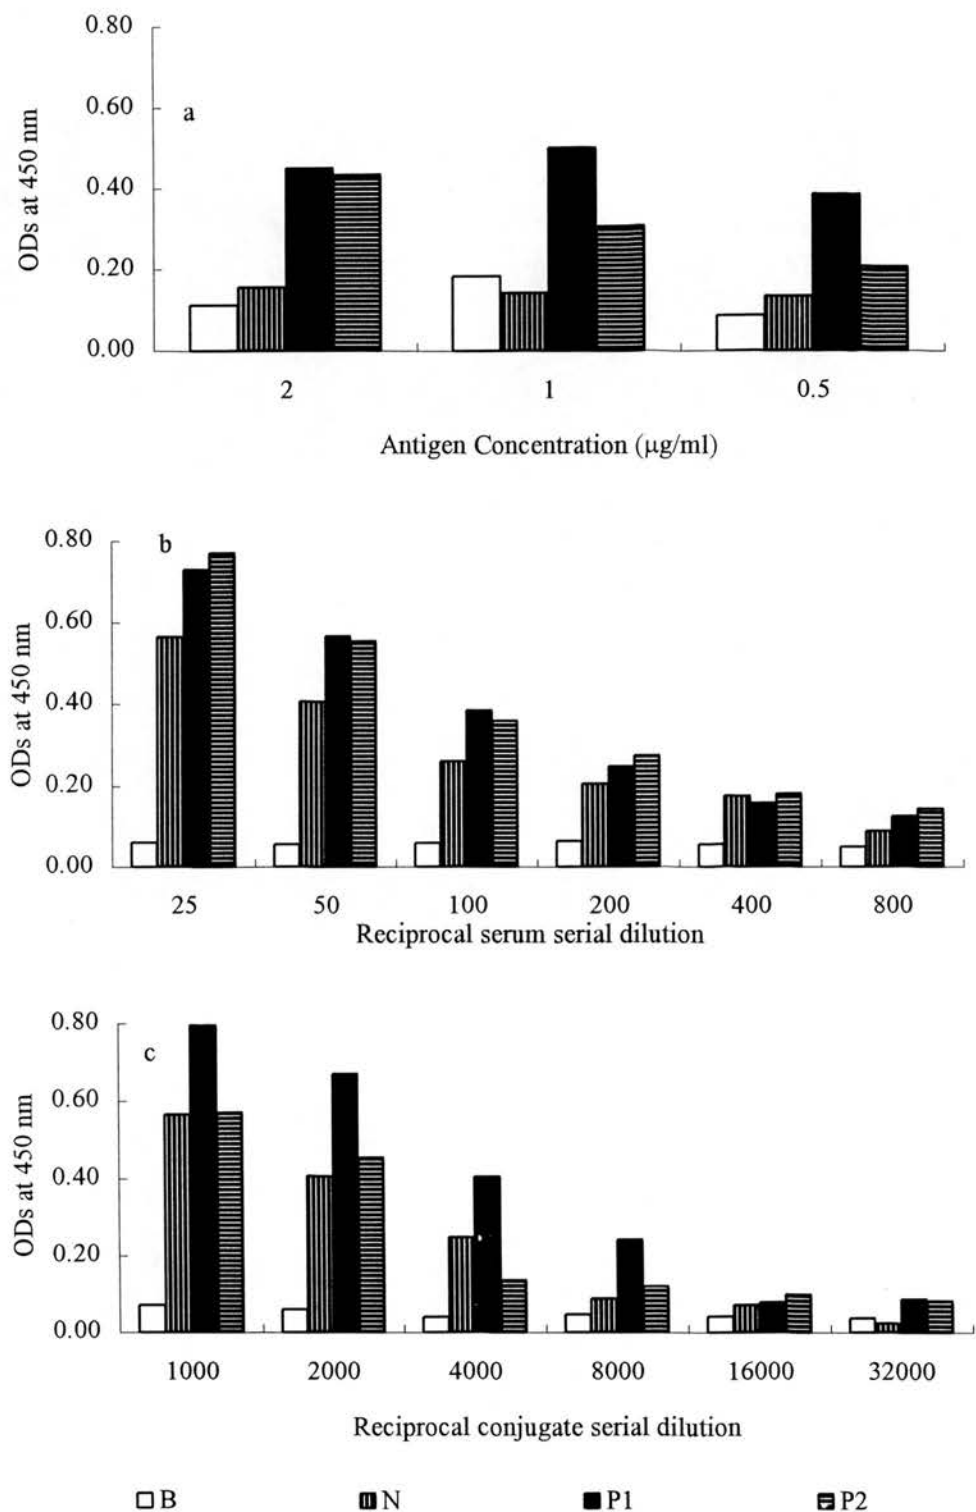 0.80
0.60
0.40
0.20
0.00
ODs at 450 nm
a
2 1 0.5
Antigen Concentration (µg/ml)
0.80
0.60
0.40
0.20
0.00
ODs at 450 nm
b
25 50 100 200 400 800
Reciprocal serum serial dilution
0.80
0.60
0.40
0.20
0.00
ODs at 450 nm
c
1000 2000 4000 8000 16000 32000
Reciprocal conjugate serial dilution
B N P1 P2